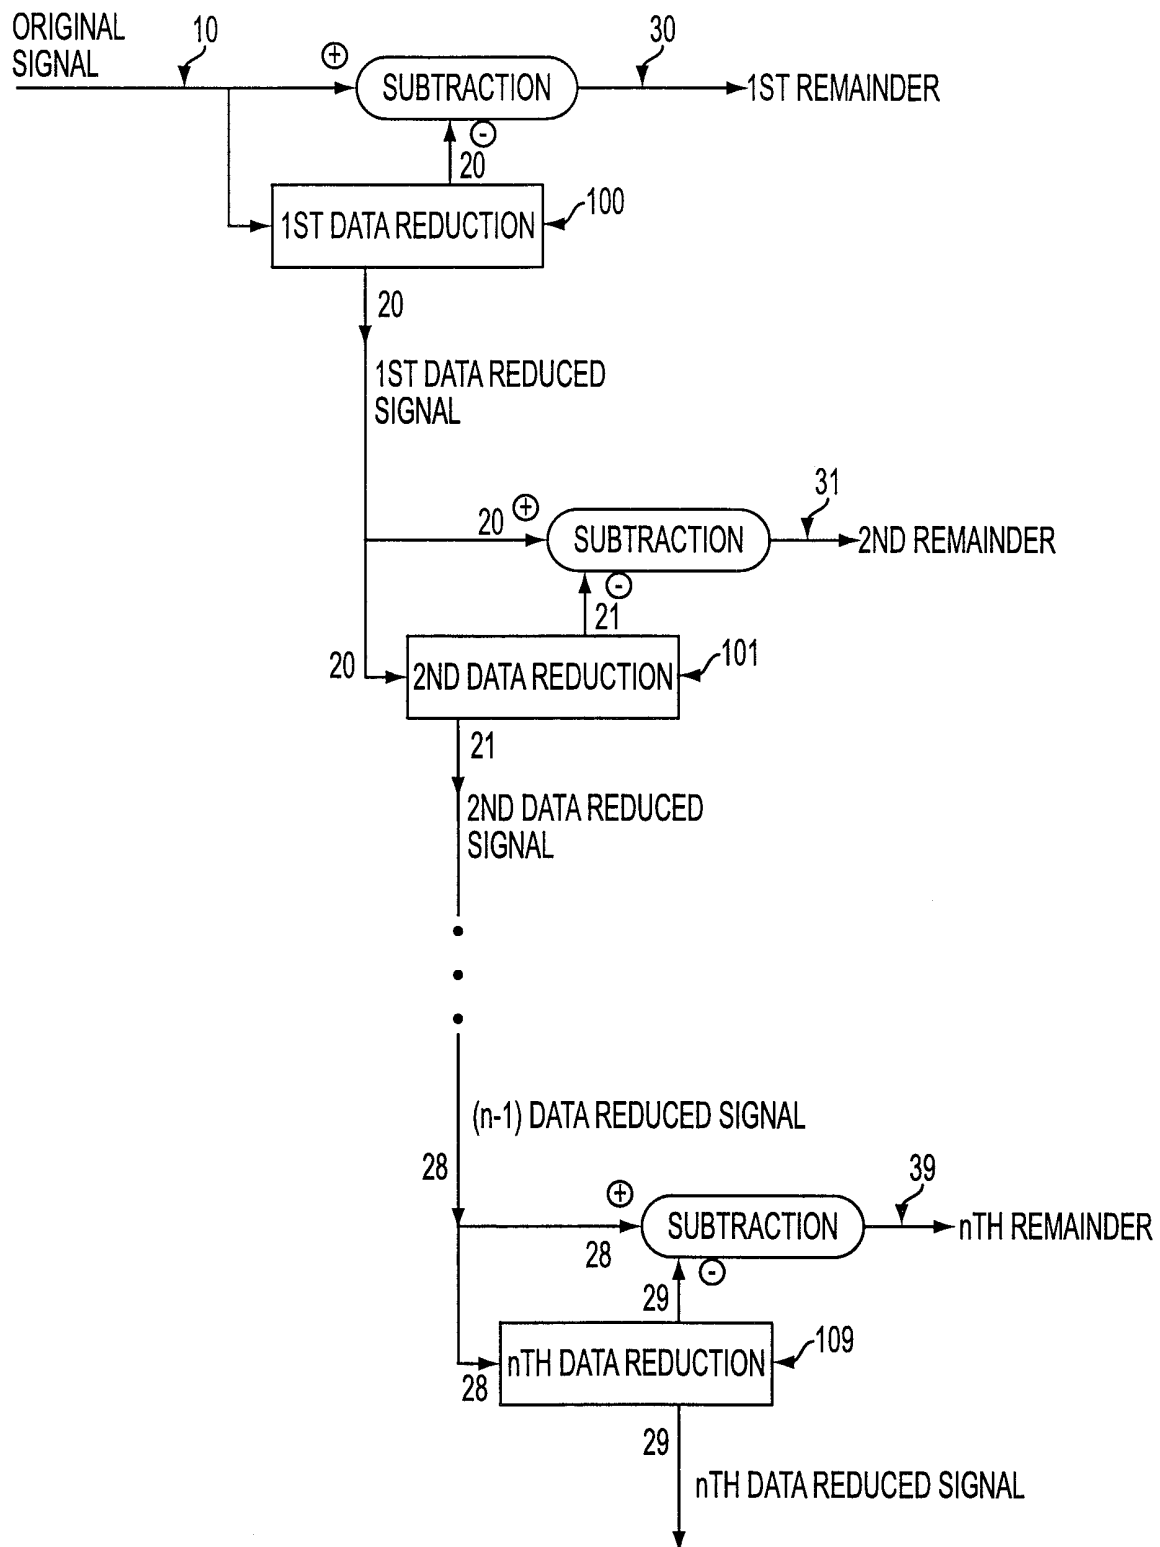 ORIGINAL
SIGNAL
10
+
SUBTRACTION
30
1ST REMAINDER
-
20
1ST DATA REDUCTION
100
20
1ST DATA REDUCED
SIGNAL
20
+
SUBTRACTION
31
2ND REMAINDER
-
21
20
2ND DATA REDUCTION
101
21
2ND DATA REDUCED
SIGNAL
(n-1) DATA REDUCED SIGNAL
28
+
28
SUBTRACTION
39
nTH REMAINDER
-
29
28
nTH DATA REDUCTION
109
29
nTH DATA REDUCED SIGNAL